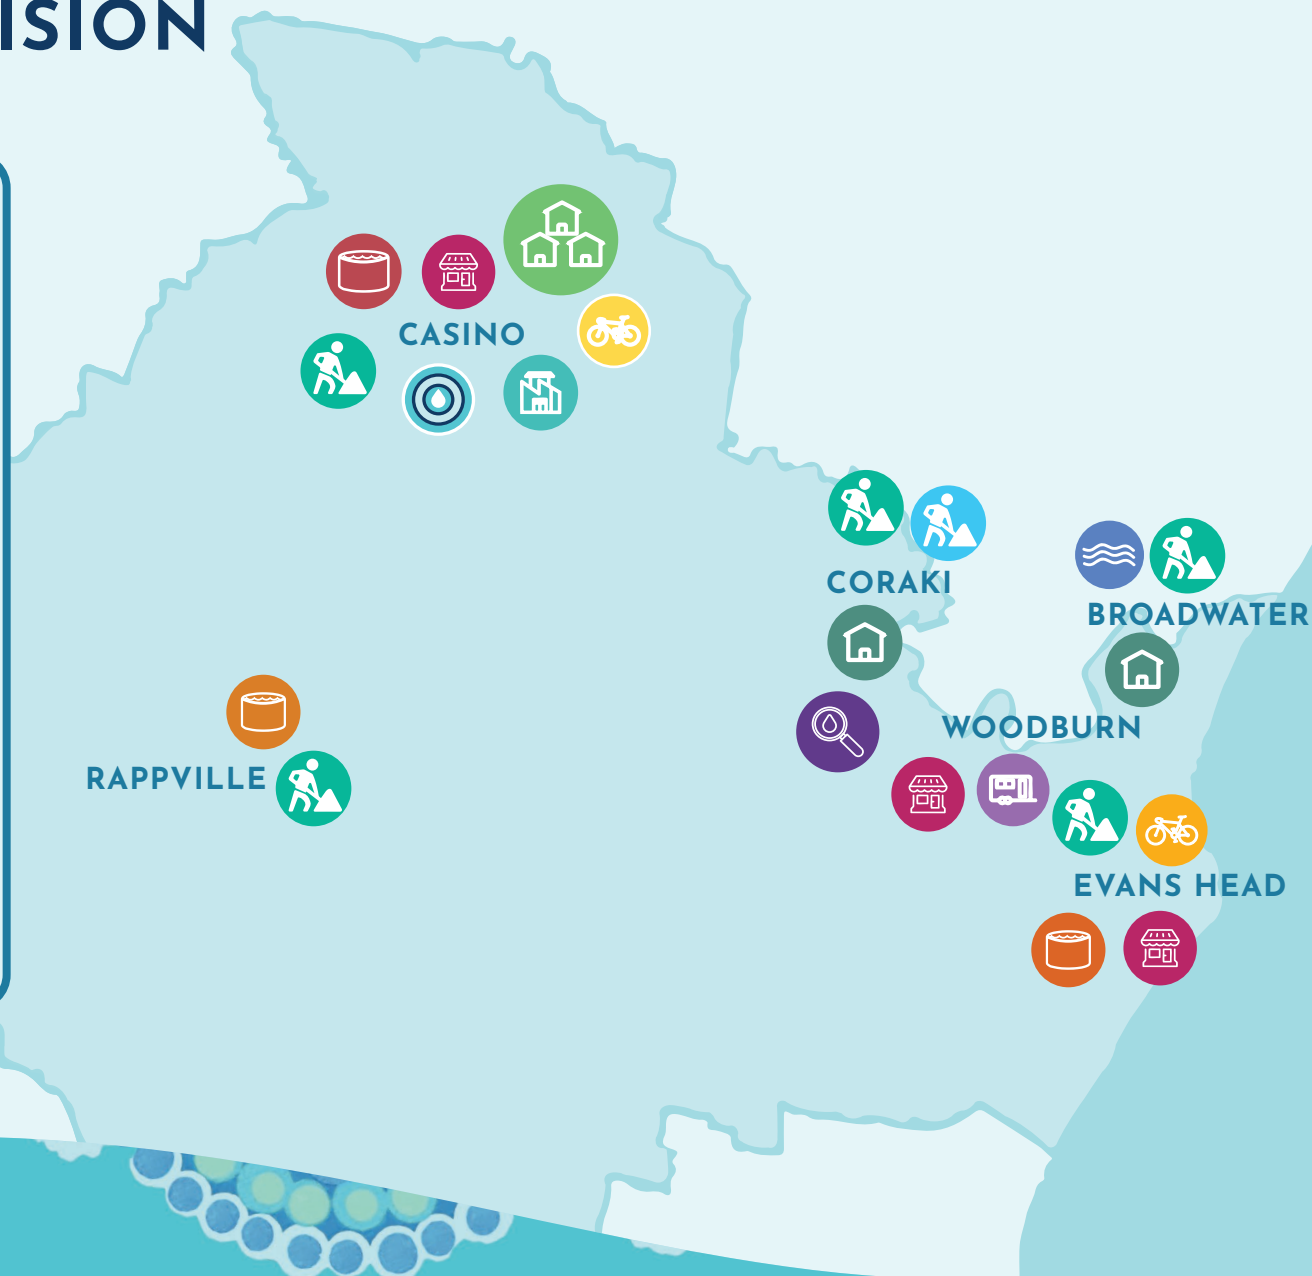 ISION
CASINO
CORAKI
BROADWATER
WOODBURN
RAPPVILLE
EVANS HEAD